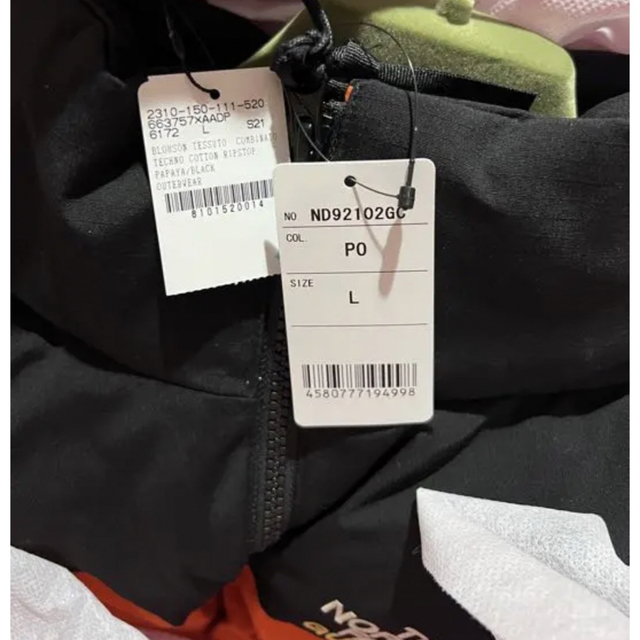 2310-150-111-520
663757XAADP
6172 L S21
BLOUSON TESSUTO COMBINATO
TECHNO COTTON RIPSTOP
PAPAYA/BLACK
OUTERWEAR
8101520014
NO ND92102GC
COL. PO
SIZE L
4580777194998